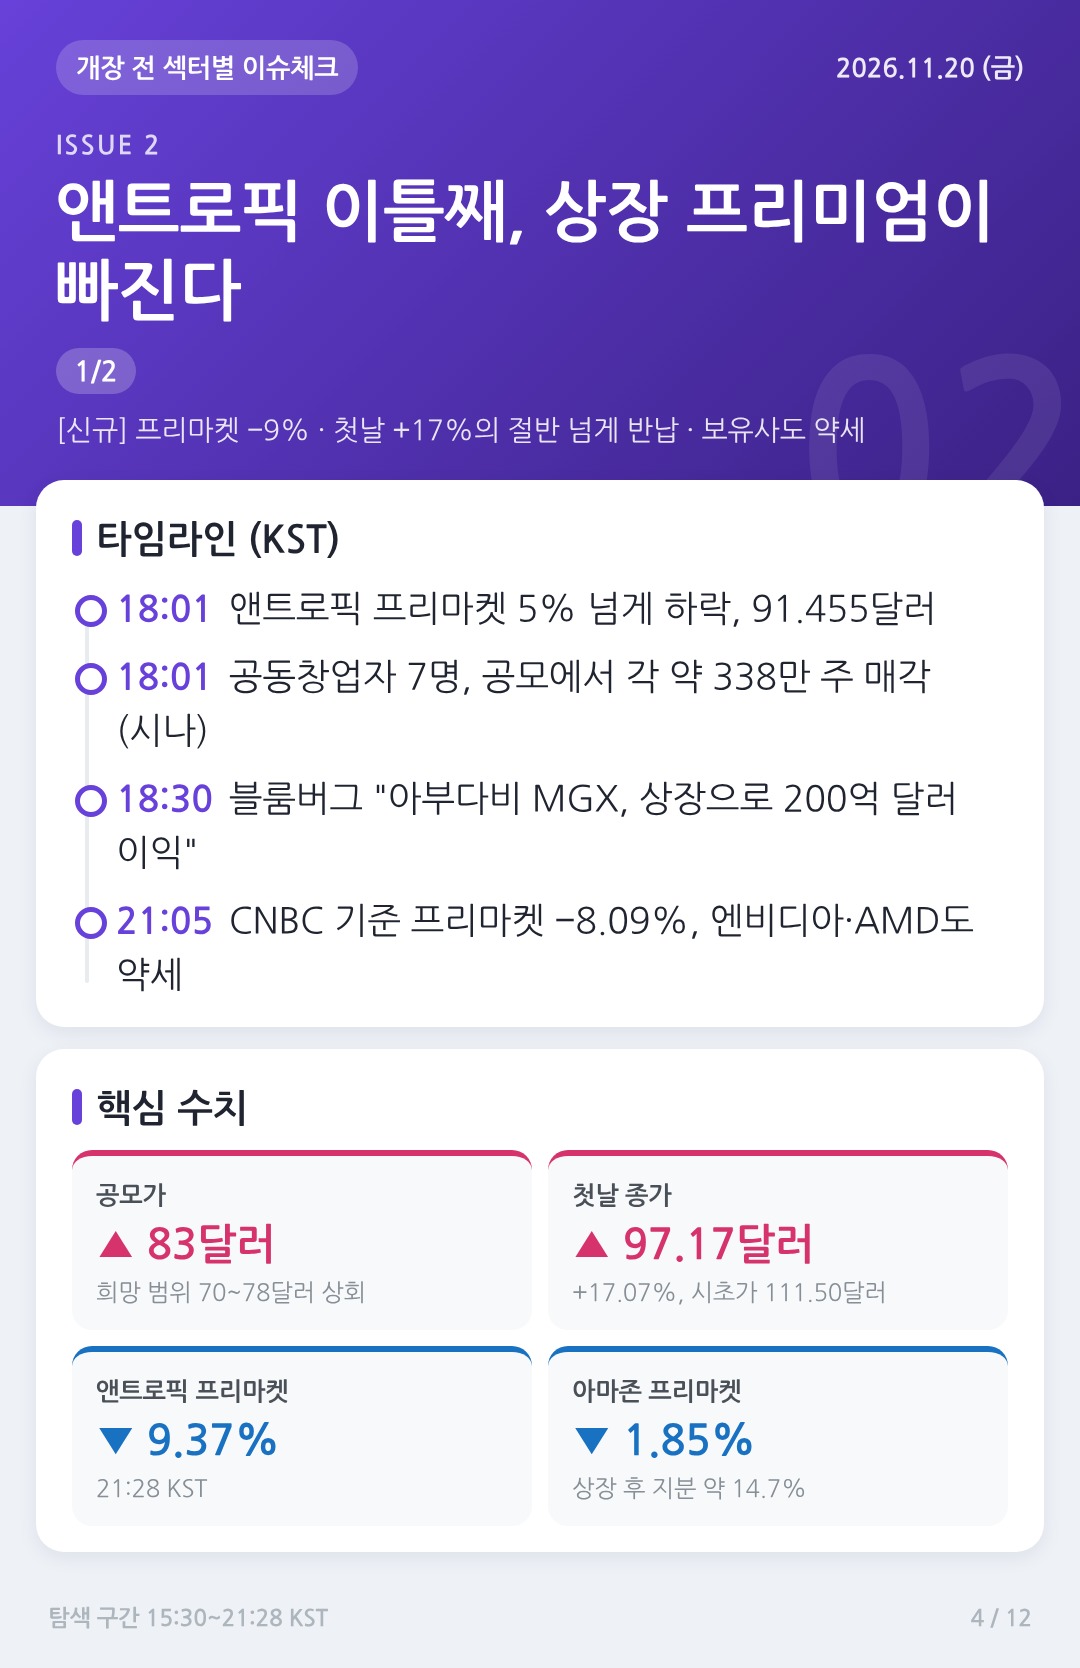 개장 전 섹터별 이슈체크
2026.11.20 (금)
ISSUE 2
앤트로픽 이틀째, 상장 프리미엄이
빠진다
1/2
[신규] 프리마켓 −9% · 첫날 +17%의 절반 넘게 반납 · 보유사도 약세
02
타임라인 (KST)
18:01 앤트로픽 프리마켓 5% 넘게 하락, 91.455달러
18:01 공동창업자 7명, 공모에서 각 약 338만 주 매각
(시나)
18:30 블룸버그 "아부다비 MGX, 상장으로 200억 달러
이익"
21:05 CNBC 기준 프리마켓 −8.09%, 엔비디아·AMD도
약세
핵심 수치
공모가
▲ 83달러
희망 범위 70~78달러 상회
첫날 종가
▲ 97.17달러
+17.07%, 시초가 111.50달러
앤트로픽 프리마켓
▼ 9.37%
21:28 KST
아마존 프리마켓
▼ 1.85%
상장 후 지분 약 14.7%
탐색 구간 15:30~21:28 KST
4 / 12